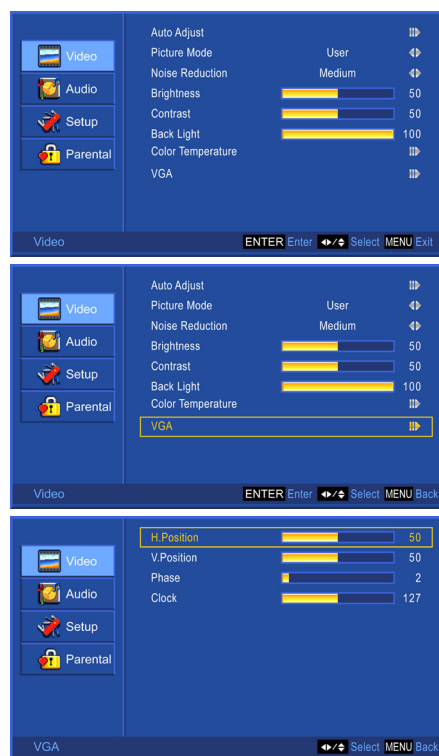 Auto Adjust
Video Picture Mode User
Noise Reduction Medium
Audio Brightness 50
Contrast 50
Setup Back Light 100
Color Temperature
Parental VGA
Video ENTER Enter Select MENU Exit
Auto Adjust
Video Picture Mode User
Noise Reduction Medium
Audio Brightness 50
Contrast 50
Setup Back Light 100
Color Temperature
Parental VGA
Video ENTER Enter Select MENU Back
H.Position 50
Video V.Position 50
Phase 2
Audio Clock 127
Setup
Parental
VGA Select MENU Back